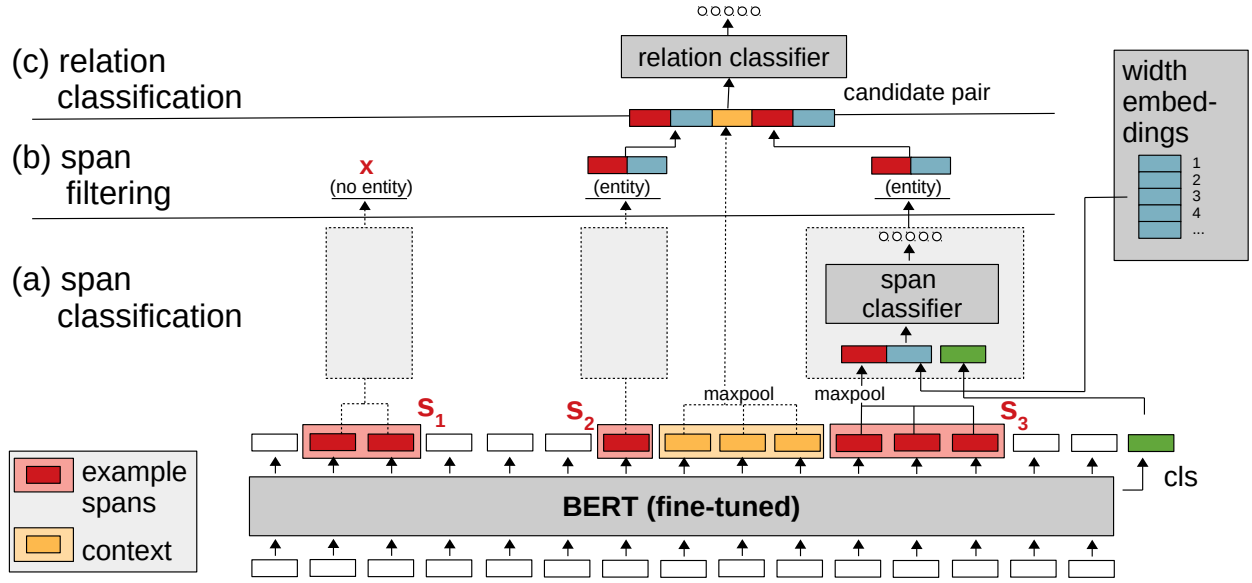 (c) relation
classification
relation classifier
candidate pair
width
embed-
dings
1
2
3
4
...
(b) span
filtering
x
(no entity)
(entity)
(entity)
(a) span
classification
span
classifier
maxpool
maxpool
s1
s2
s3
example
spans
context
BERT (fine-tuned)
cls